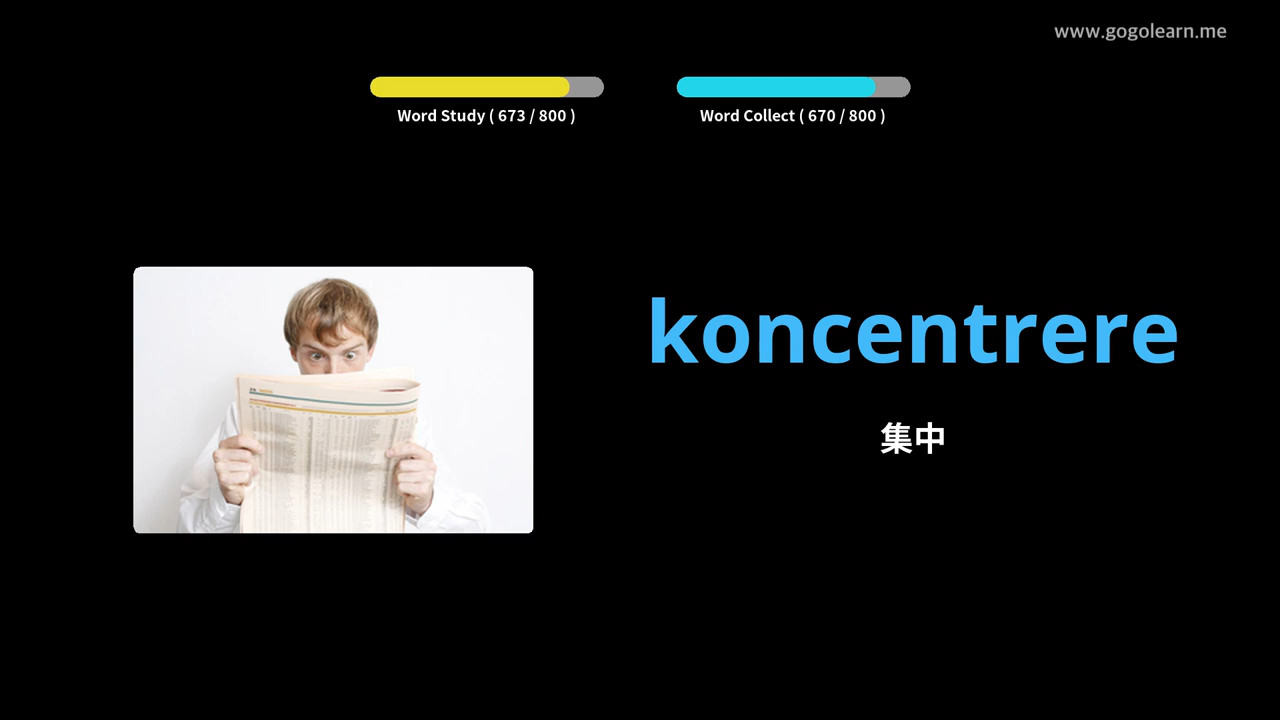 www.gogolearn.me
Word Study ( 673 / 800 )
Word Collect ( 670 / 800 )
koncentrere
集中